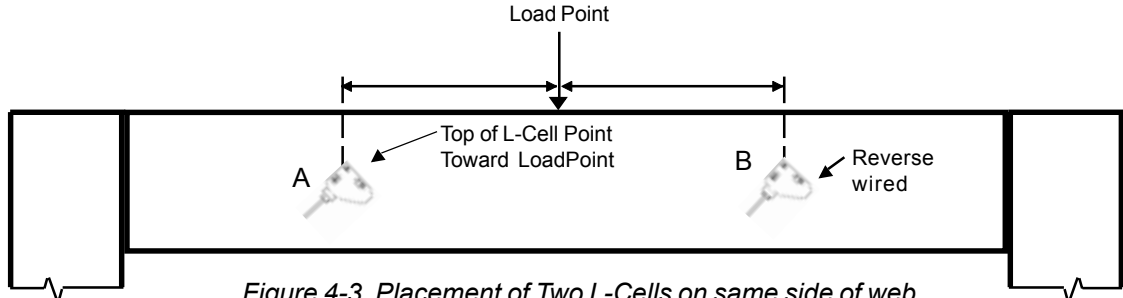 Load Point
Top of L-Cell Point
Toward LoadPoint
A
B
Reverse
wired
Figure 4-3. Placement of Two L-Cells on same side of web